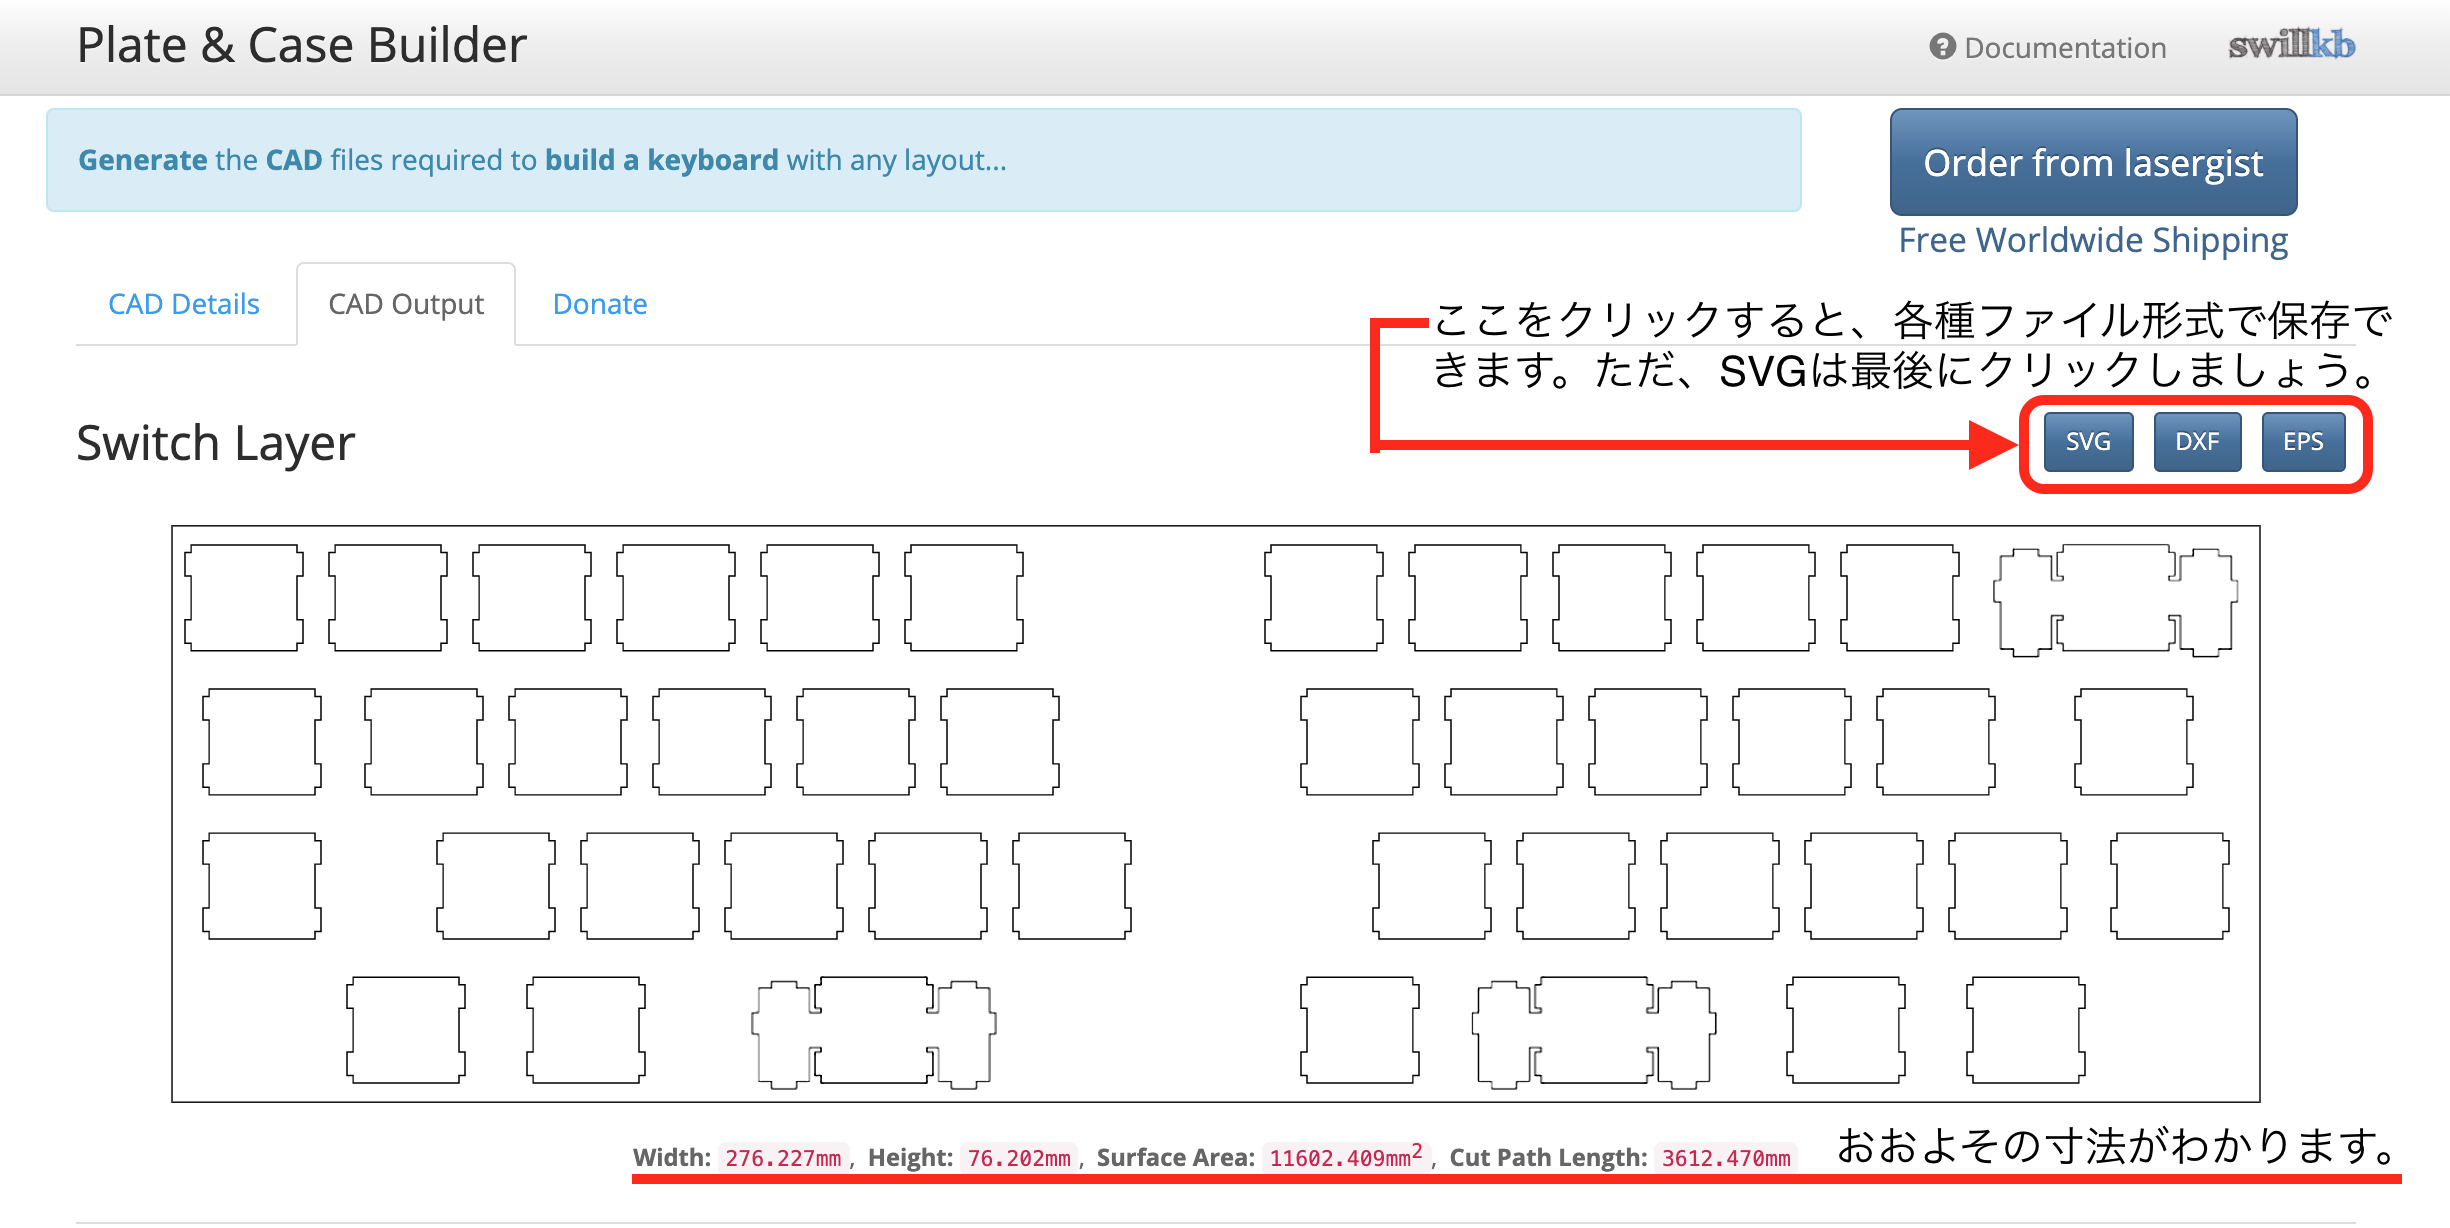 Plate & Case Builder
Documentation
swillkb
Generate the CAD files required to build a keyboard with any layout...
Order from lasergist
Free Worldwide Shipping
CAD Details
CAD Output
Donate
ここをクリックすると、各種ファイル形式で保存で
きます。ただ、SVGは最後にクリックしましょう。
Switch Layer
SVG
DXF
EPS
Width: 276.227mm, Height: 76.202mm, Surface Area: 11602.409mm², Cut Path Length: 3612.470mm
おおよその寸法がわかります。